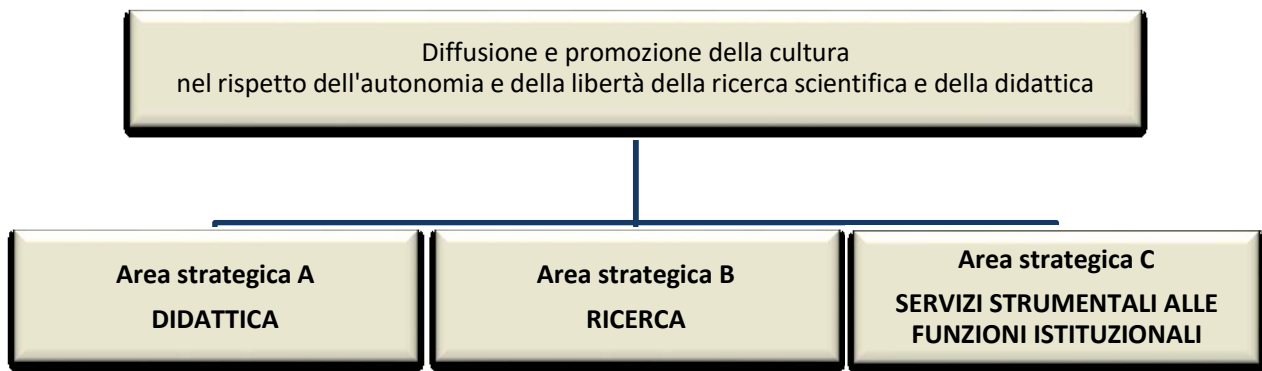 Diffusione e promozione della cultura
nel rispetto dell'autonomia e della libertà della ricerca scientifica e della didattica
Area strategica A
DIDATTICA
Area strategica B
RICERCA
Area strategica C
SERVIZI STRUMENTALI ALLE
FUNZIONI ISTITUZIONALI